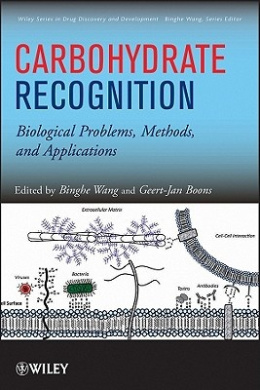 Wiley Series in Drug Discovery and Development    Binghe Wang, Series Editor
CARBOHYDRATE
RECOGNITION
Biological Problems, Methods,
and Applications
Edited by Binghe Wang and Geert-Jan Boons
Extracellular Matrix
Cell-Cell Interaction
Viruses
Bacteria
Toxins
Antibodies
Cell Surface
WILEY